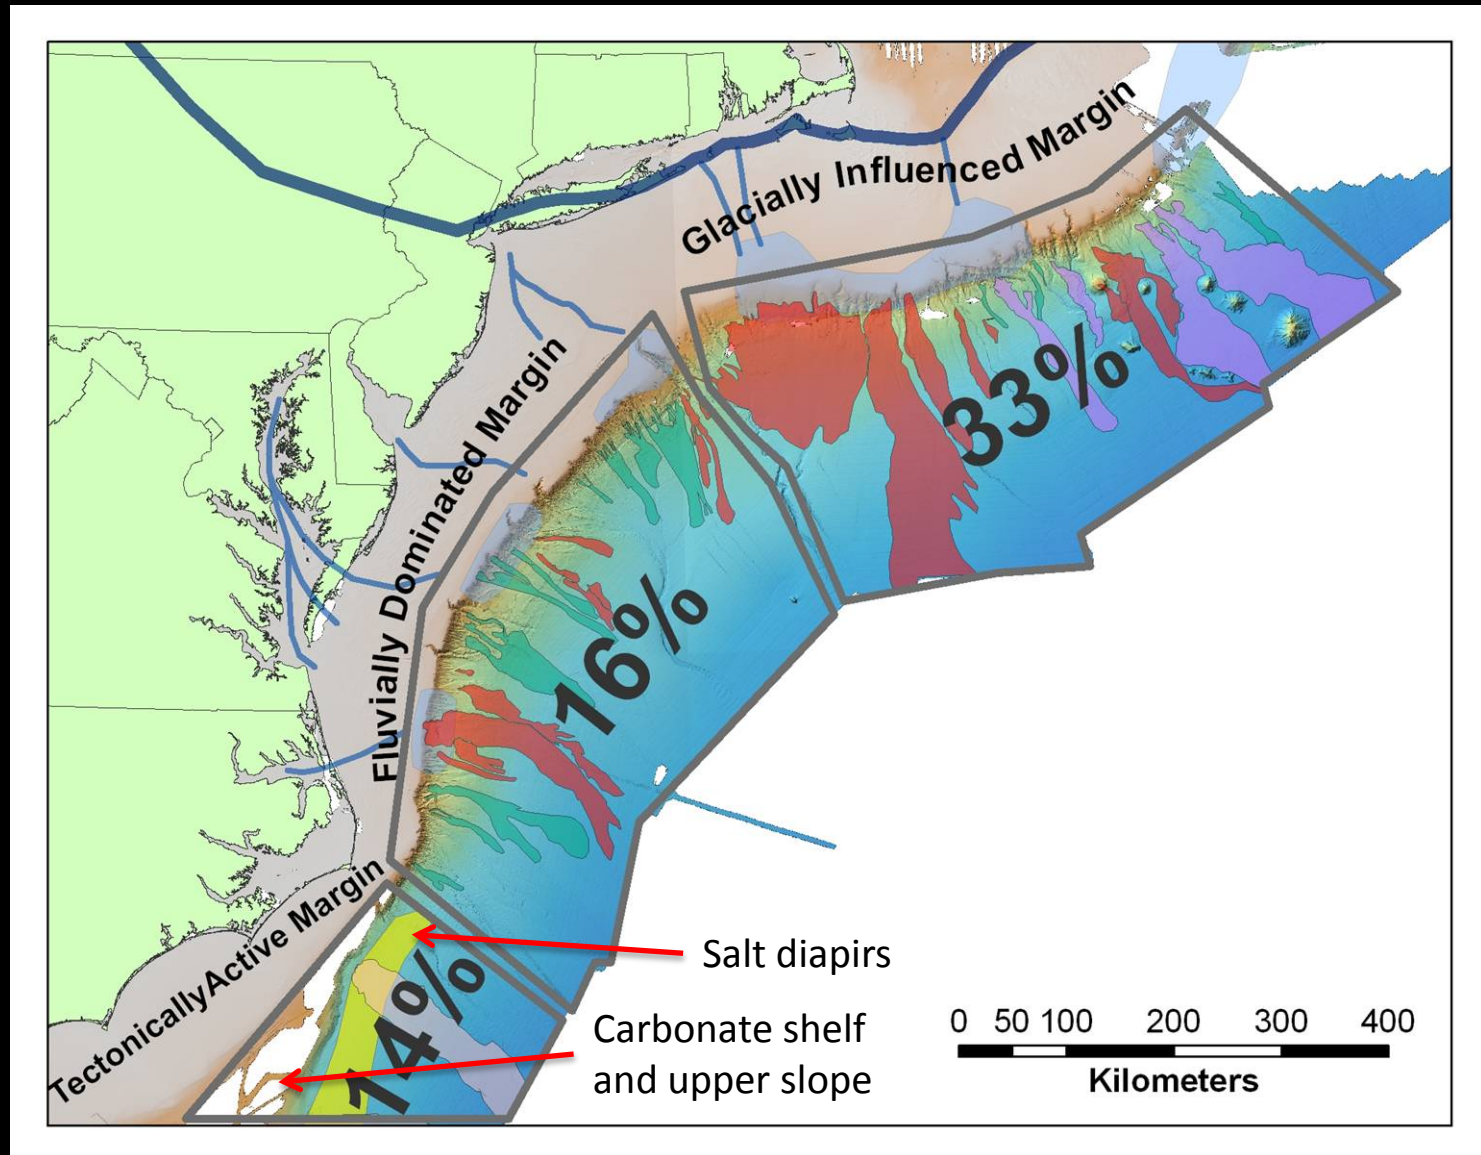 Glacially Influenced Margin
33%
Fluvially Dominated Margin
16%
TectonicallyActive Margin
14%
Salt diapirs
Carbonate shelf
and upper slope
0 50 100 200 300 400
Kilometers